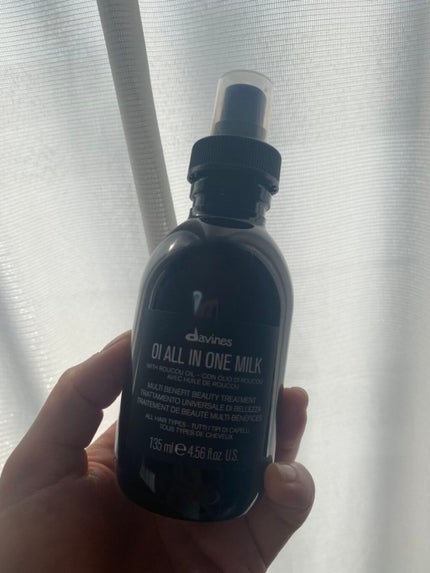 davines
OI ALL IN ONE MILK
WITH ROUCOU OIL - CON OLIO DI ROUCOU
AVEC HUILE DE ROUCOU
MULTI BENEFIT BEAUTY TREATMENT
TRATTAMENTO UNIVERSALE DI BELLEZZA
TRAITEMENT DE BEAUTÉ MULTI-BÉNÉFICES
ALL HAIR TYPES - TUTTI I TIPI DI CAPELLI
TOUS TYPES DE CHEVEUX
135 ml ℮ 4.56 fl.oz. U.S.